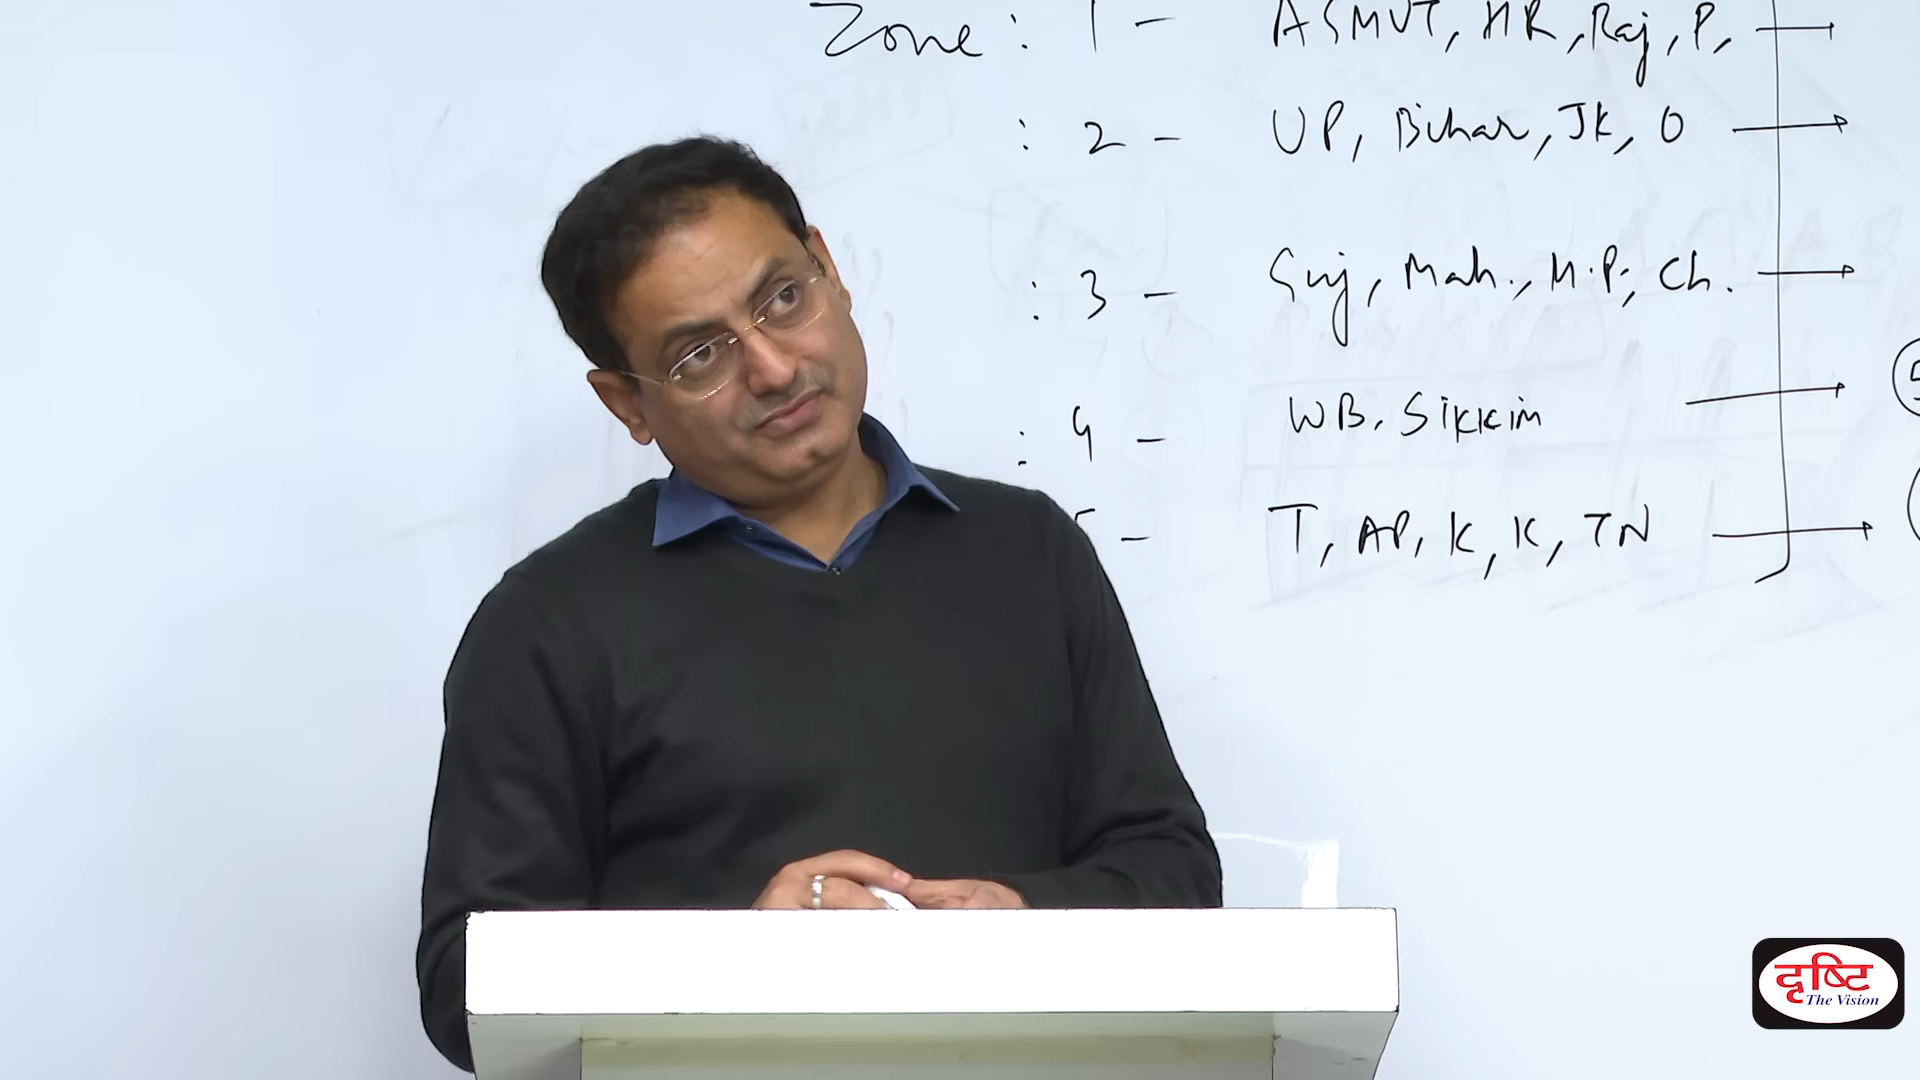 Zone : 1 - ASMUT, HR, Raj, P,
: 2 - UP, Bihar, JK, O
: 3 - Guj, Mah., M.P., Ch.
: 4 - WB, Sikkim
5 - T, AP, K, K, TN
दृष्टि
The Vision